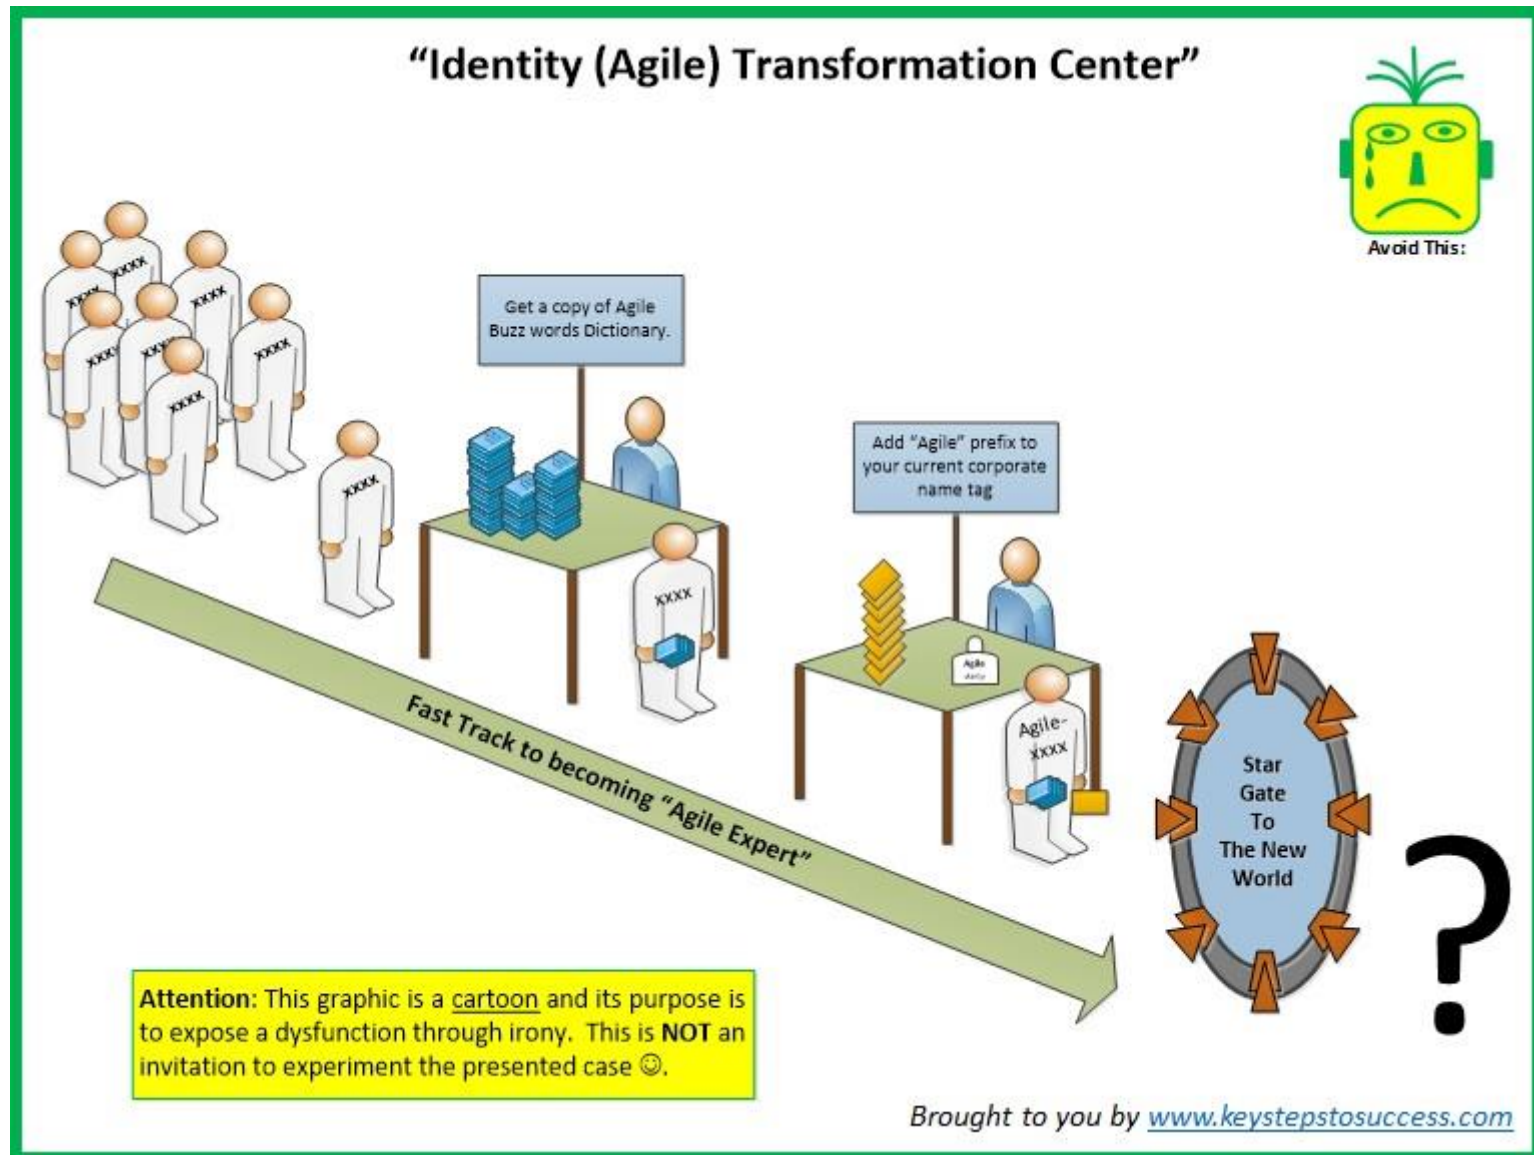 “Identity (Agile) Transformation Center”
Avoid This:
xxxx
xxxx
xxxx
xxxx
xxxx
xxxx
xxxx
xxxx
Get a copy of Agile
Buzz words Dictionary.
xxxx
Add “Agile” prefix to
your current corporate
name tag
Agile
Agile-
xxxx
Fast Track to becoming “Agile Expert”
Star
Gate
To
The New
World
?
Attention: This graphic is a cartoon and its purpose is
to expose a dysfunction through irony. This is NOT an
invitation to experiment the presented case ☺.
Brought to you by www.keystepstosuccess.com